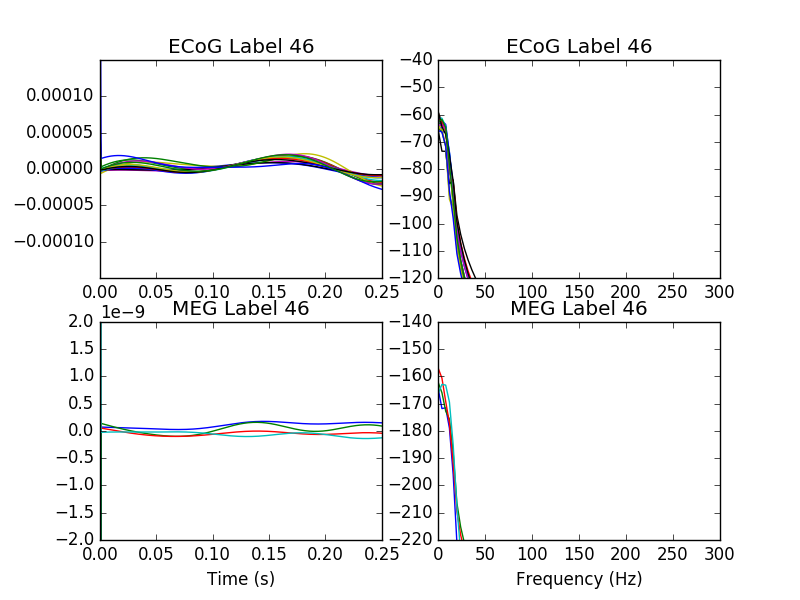 ECoG Label 46
ECoG Label 46
0.00010
0.00005
0.00000
−0.00005
−0.00010
0.00 0.05 0.10 0.15 0.20 0.25
−40
−50
−60
−70
−80
−90
−100
−110
−120
0 50 100 150 200 250 300
1e−9
MEG Label 46
MEG Label 46
2.0
1.5
1.0
0.5
0.0
−0.5
−1.0
−1.5
−2.0
0.00 0.05 0.10 0.15 0.20 0.25
Time (s)
−140
−150
−160
−170
−180
−190
−200
−210
−220
0 50 100 150 200 250 300
Frequency (Hz)